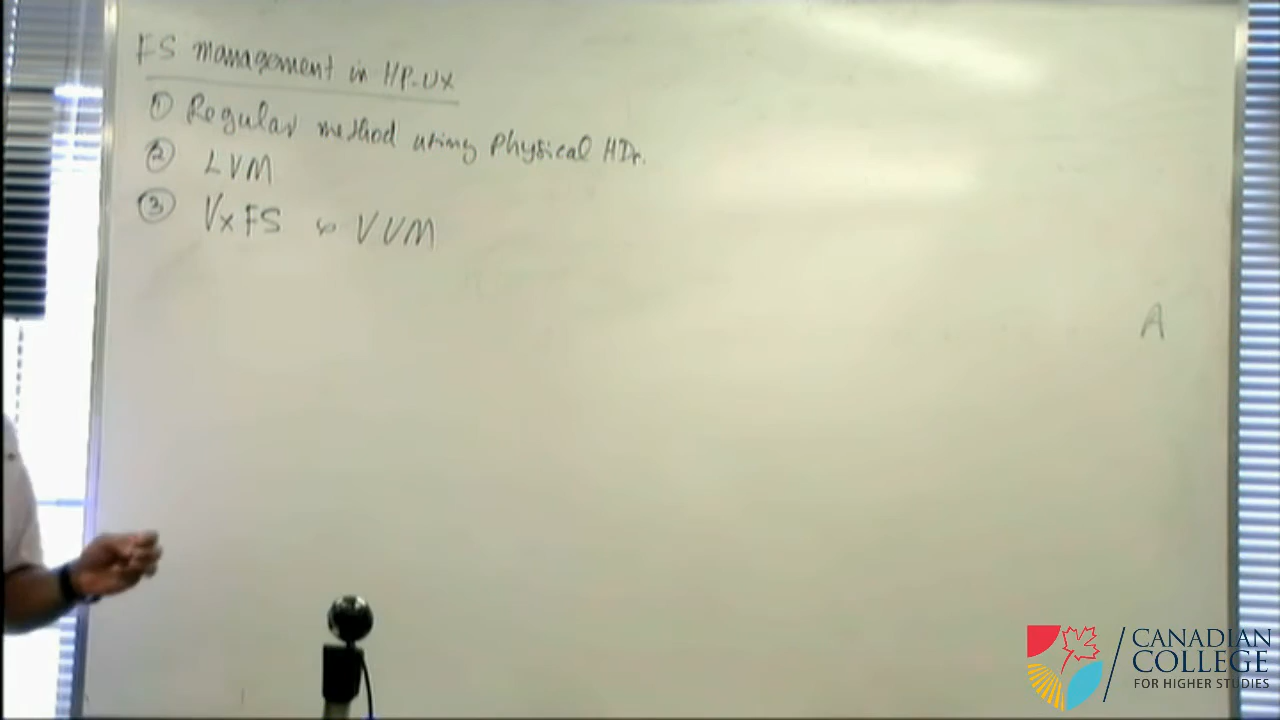 FS management in HP-UX
① Regular method using Physical HDr.
② LVM
③ VxFS or VVM
A
CANADIAN
COLLEGE
FOR HIGHER STUDIES